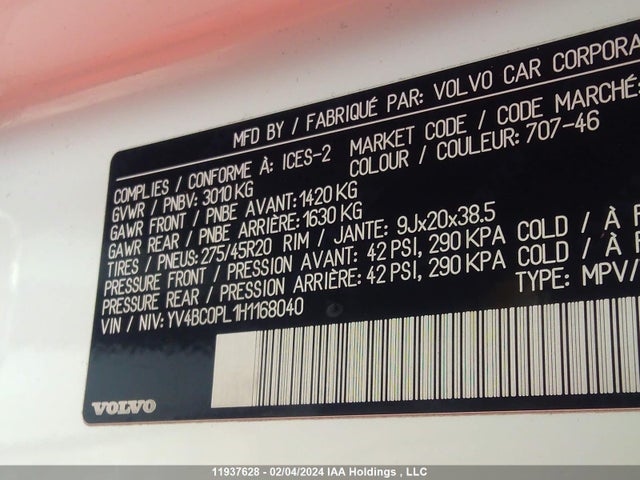 MFD BY / FABRIQUÉ PAR: VOLVO CAR
COMPLIES / CONFORME À: ICES-2 MARKET CODE / CODE MARCHÉ:
GVWR / PNBV: 3010 KG COLOUR / COULEUR: 707-46
GAWR FRONT / PNBE AVANT: 1420 KG
GAWR REAR / PNBE ARRIÈRE: 1630 KG
TIRES / PNEUS: 275/45R20 RIM / JANTE: 9Jx20x38.5
PRESSURE FRONT / PRESSION AVANT: 42 PSI, 290 KPA COLD / À
PRESSURE REAR / PRESSION ARRIÈRE: 42 PSI, 290 KPA COLD / À
VIN / NIV: YV4BC0PL1H1168040 TYPE: MPV/
VOLVO
11937628 - 02/04/2024 IAA Holdings , LLC